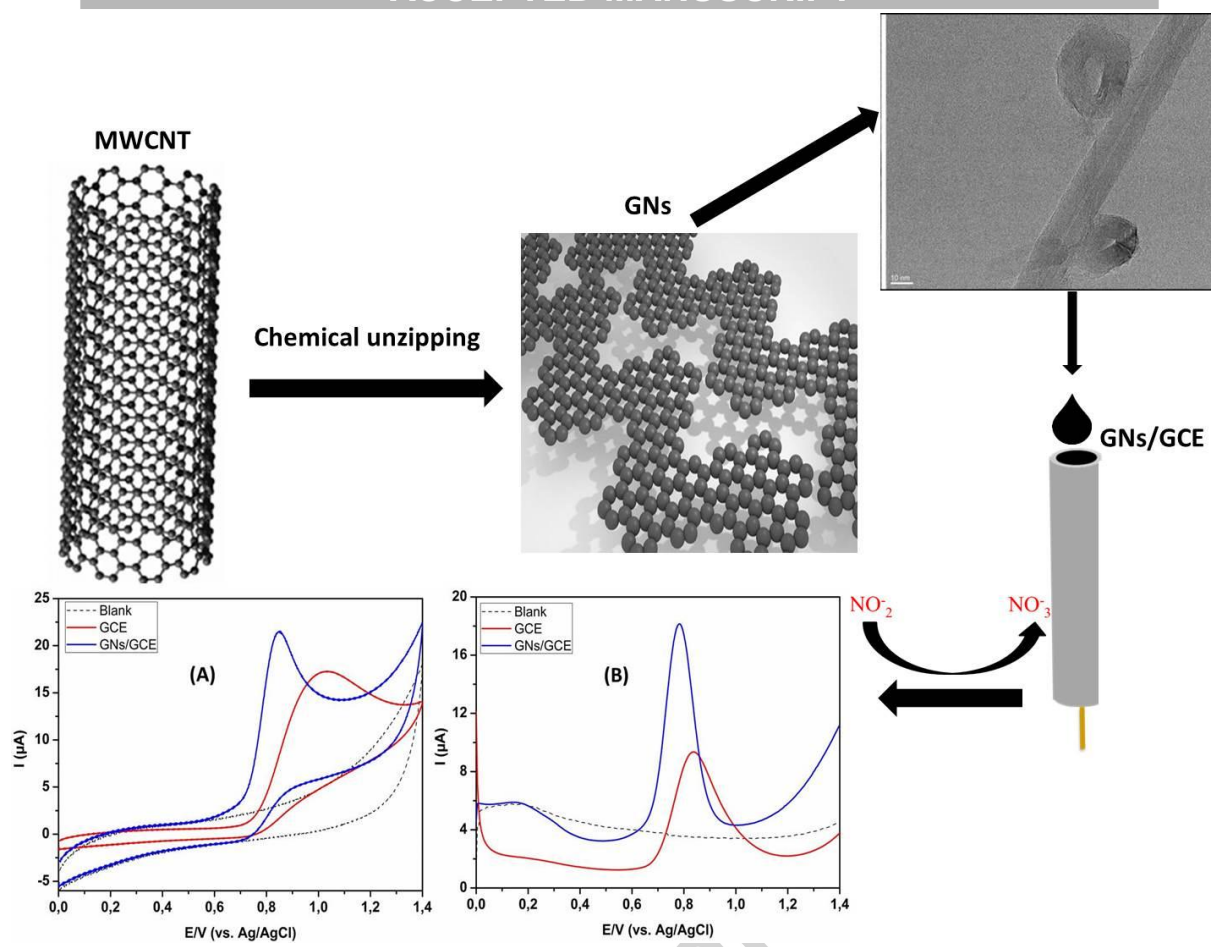 MWCNT
GNs
Chemical unzipping
50 nm
GNs/GCE
NO⁻₂
NO⁻₃
25
20
15
10
5
0
-5
I (µA)
Blank
GCE
GNs/GCE
(A)
0,0 0,2 0,4 0,6 0,8 1,0 1,2 1,4
E/V (vs. Ag/AgCl)
20
16
12
8
4
0
I (µA)
Blank
GCE
GNs/GCE
(B)
0,0 0,2 0,4 0,6 0,8 1,0 1,2 1,4
E/V (vs. Ag/AgCl)